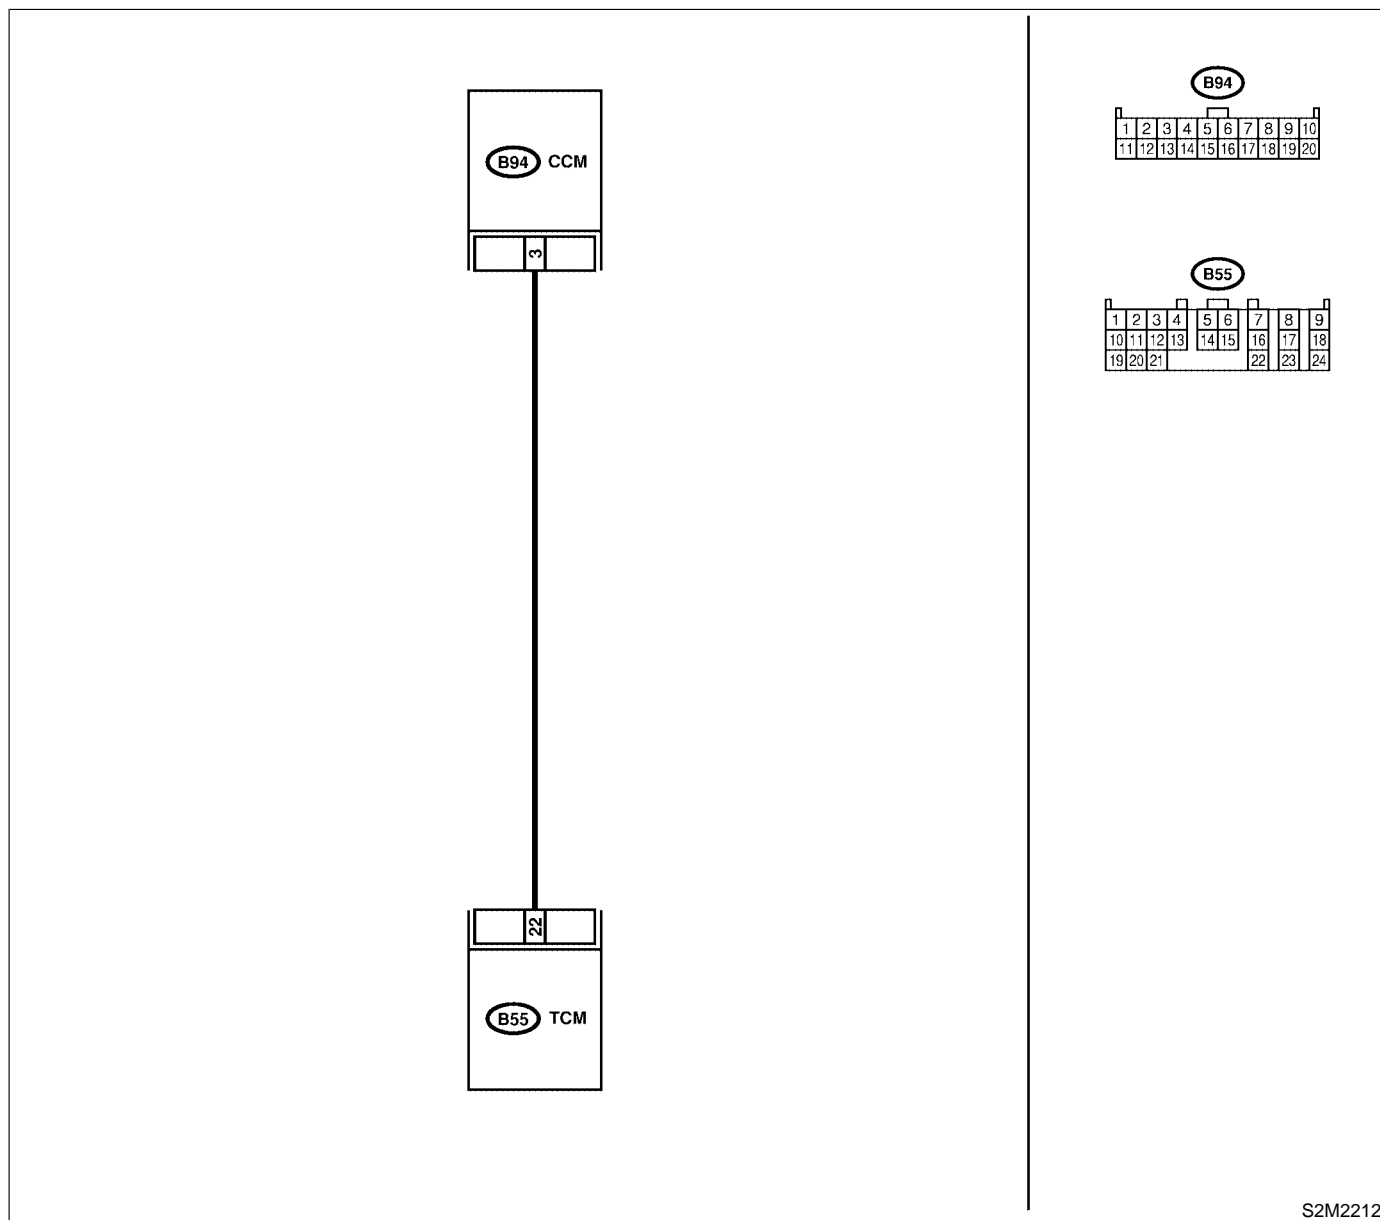 B94 CCM
3
22
B55 TCM
B94
1 2 3 4 5 6 7 8 9 10
11 12 13 14 15 16 17 18 19 20
B55
1 2 3 4 5 6 7 8 9
10 11 12 13 14 15 16 17 18
19 20 21 22 23 24
S2M2212